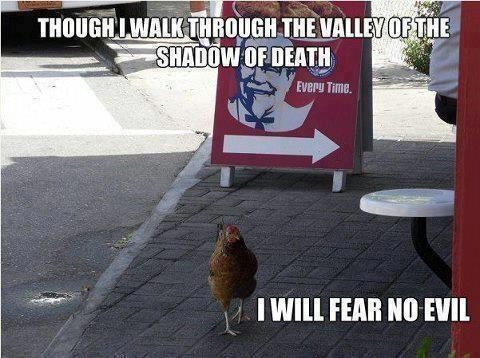 THOUGH I WALK THROUGH THE VALLEY OF THE
SHADOW OF DEATH
Every Time.
I WILL FEAR NO EVIL